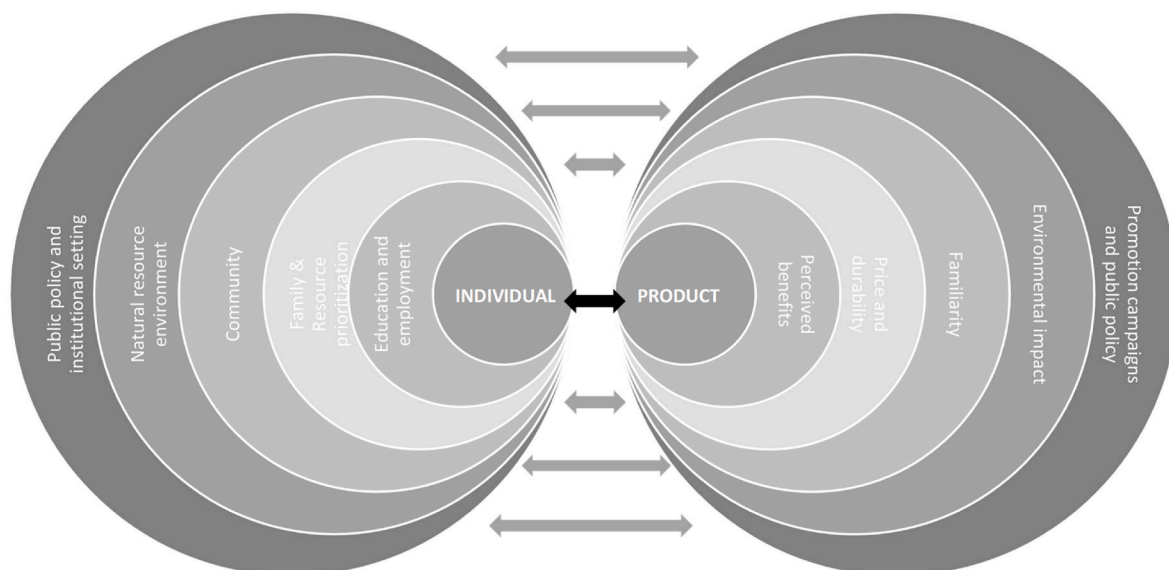 Public policy and
institutional setting
Natural resource
environment
Community
Family &
Resource
prioritization
Education and
employment
INDIVIDUAL
PRODUCT
Perceived
benefits
Price and
durability
Familiarity
Environmental impact
Promotion campaigns
and public policy